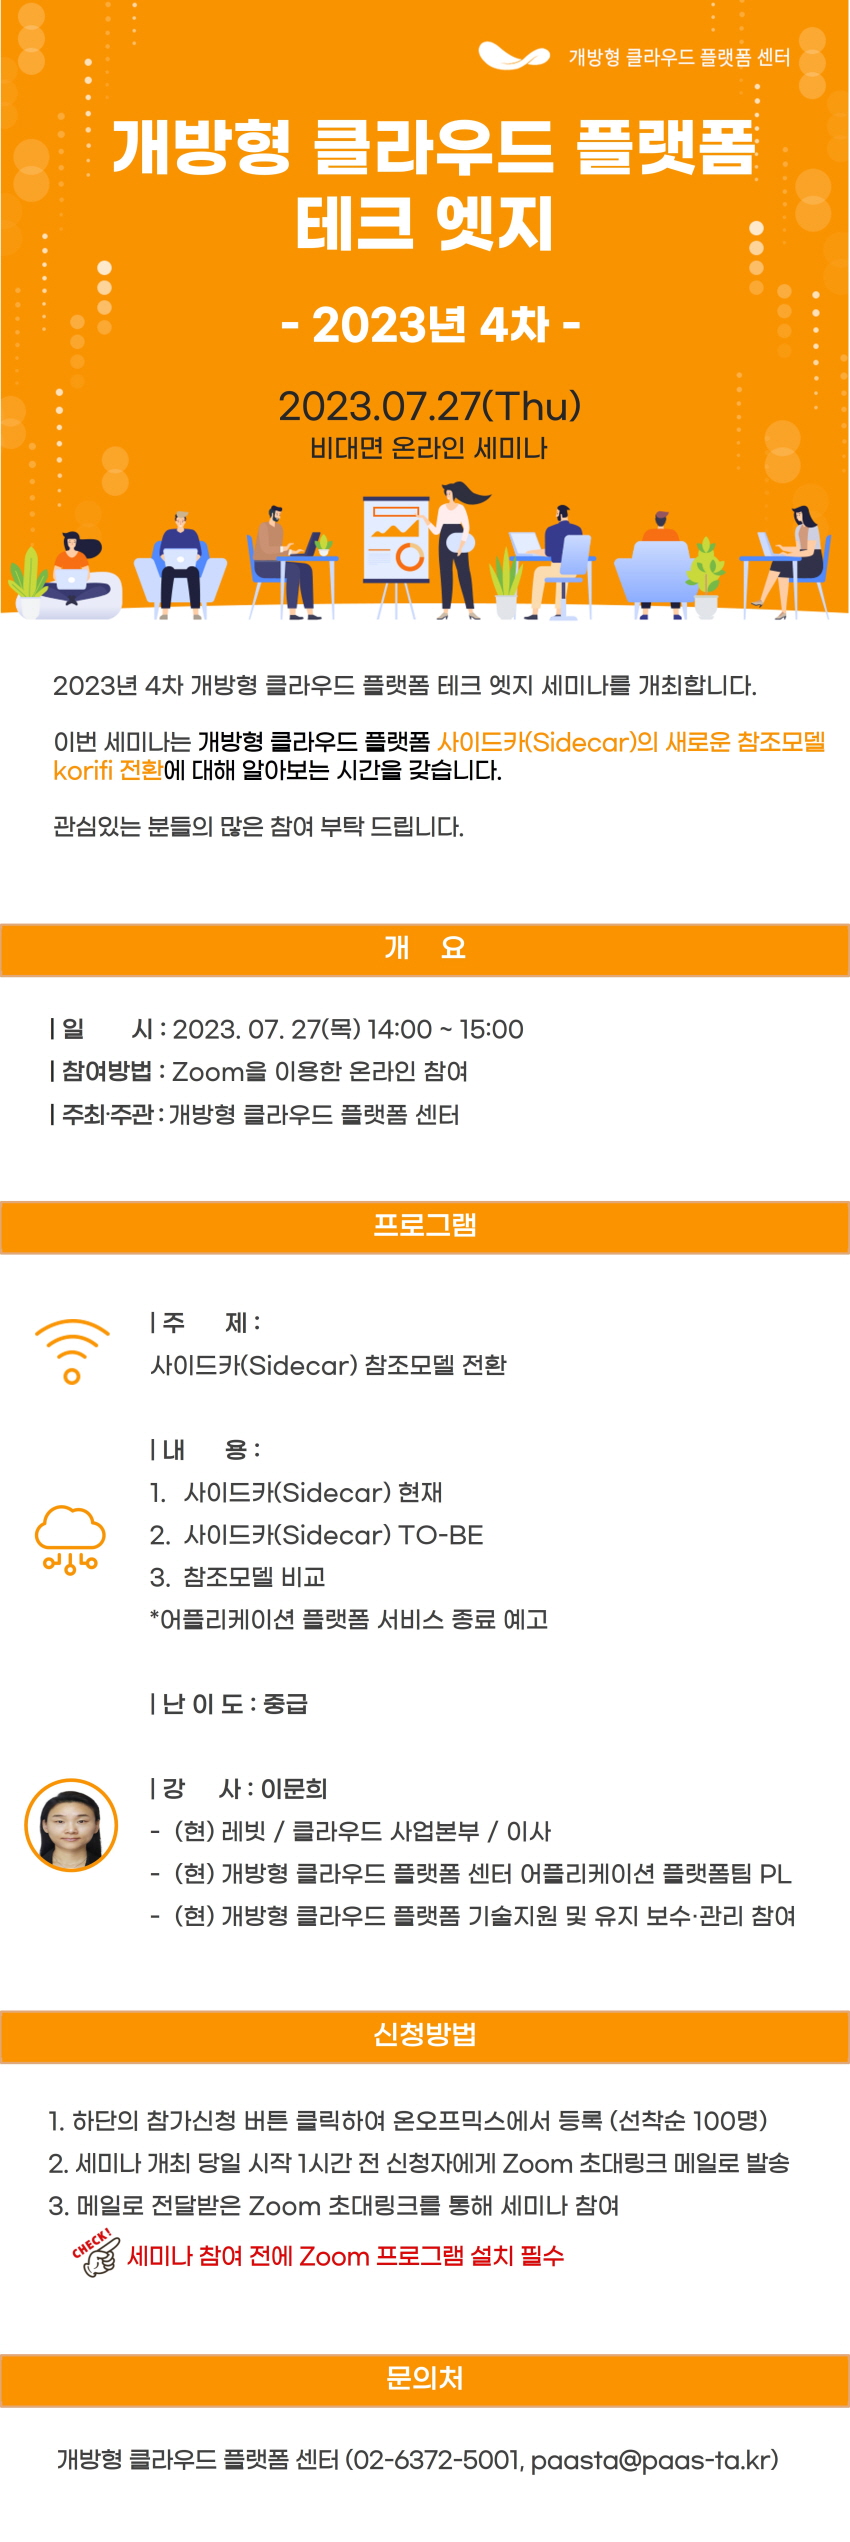 개방형 클라우드 플랫폼 센터
개방형 클라우드 플랫폼
테크 엣지
- 2023년 4차 -
2023.07.27(Thu)
비대면 온라인 세미나
2023년 4차 개방형 클라우드 플랫폼 테크 엣지 세미나를 개최합니다.
이번 세미나는 개방형 클라우드 플랫폼 사이드카(Sidecar)의 새로운 참조모델
korifi 전환에 대해 알아보는 시간을 갖습니다.
관심있는 분들의 많은 참여 부탁 드립니다.
개 요
| 일 시 : 2023. 07. 27(목) 14:00 ~ 15:00
| 참여방법 : Zoom을 이용한 온라인 참여
| 주최·주관 : 개방형 클라우드 플랫폼 센터
프로그램
| 주 제 :
사이드카(Sidecar) 참조모델 전환
| 내 용 :
1. 사이드카(Sidecar) 현재
2. 사이드카(Sidecar) TO-BE
3. 참조모델 비교
*어플리케이션 플랫폼 서비스 종료 예고
| 난 이 도 : 중급
| 강 사 : 이문희
- (현) 레빗 / 클라우드 사업본부 / 이사
- (현) 개방형 클라우드 플랫폼 센터 어플리케이션 플랫폼팀 PL
- (현) 개방형 클라우드 플랫폼 기술지원 및 유지 보수·관리 참여
신청방법
1. 하단의 참가신청 버튼 클릭하여 온오프믹스에서 등록 (선착순 100명)
2. 세미나 개최 당일 시작 1시간 전 신청자에게 Zoom 초대링크 메일로 발송
3. 메일로 전달받은 Zoom 초대링크를 통해 세미나 참여
CHECK! 세미나 참여 전에 Zoom 프로그램 설치 필수
문의처
개방형 클라우드 플랫폼 센터 (02-6372-5001, paasta@paas-ta.kr)